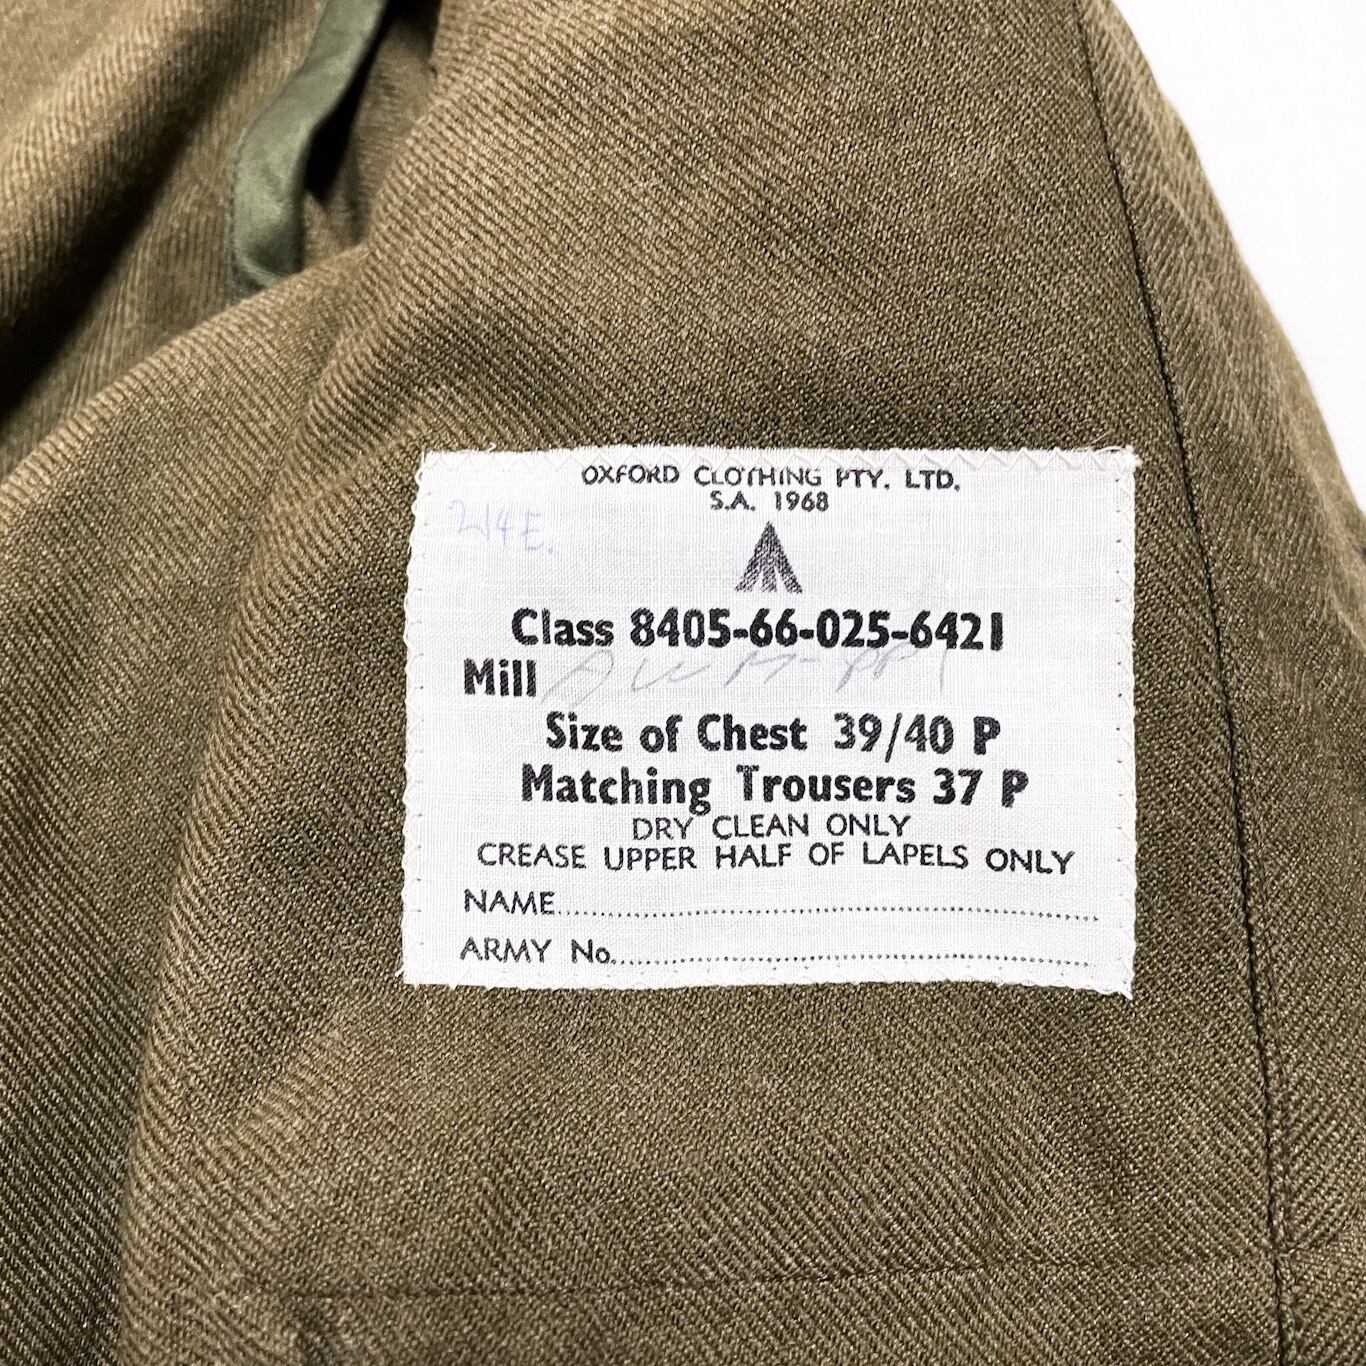 OXFORD CLOTHING PTY. LTD.
S.A. 1968
214E.
Class 8405-66-025-6421
Mill
Size of Chest 39/40 P
Matching Trousers 37 P
DRY CLEAN ONLY
CREASE UPPER HALF OF LAPELS ONLY
NAME
ARMY No.